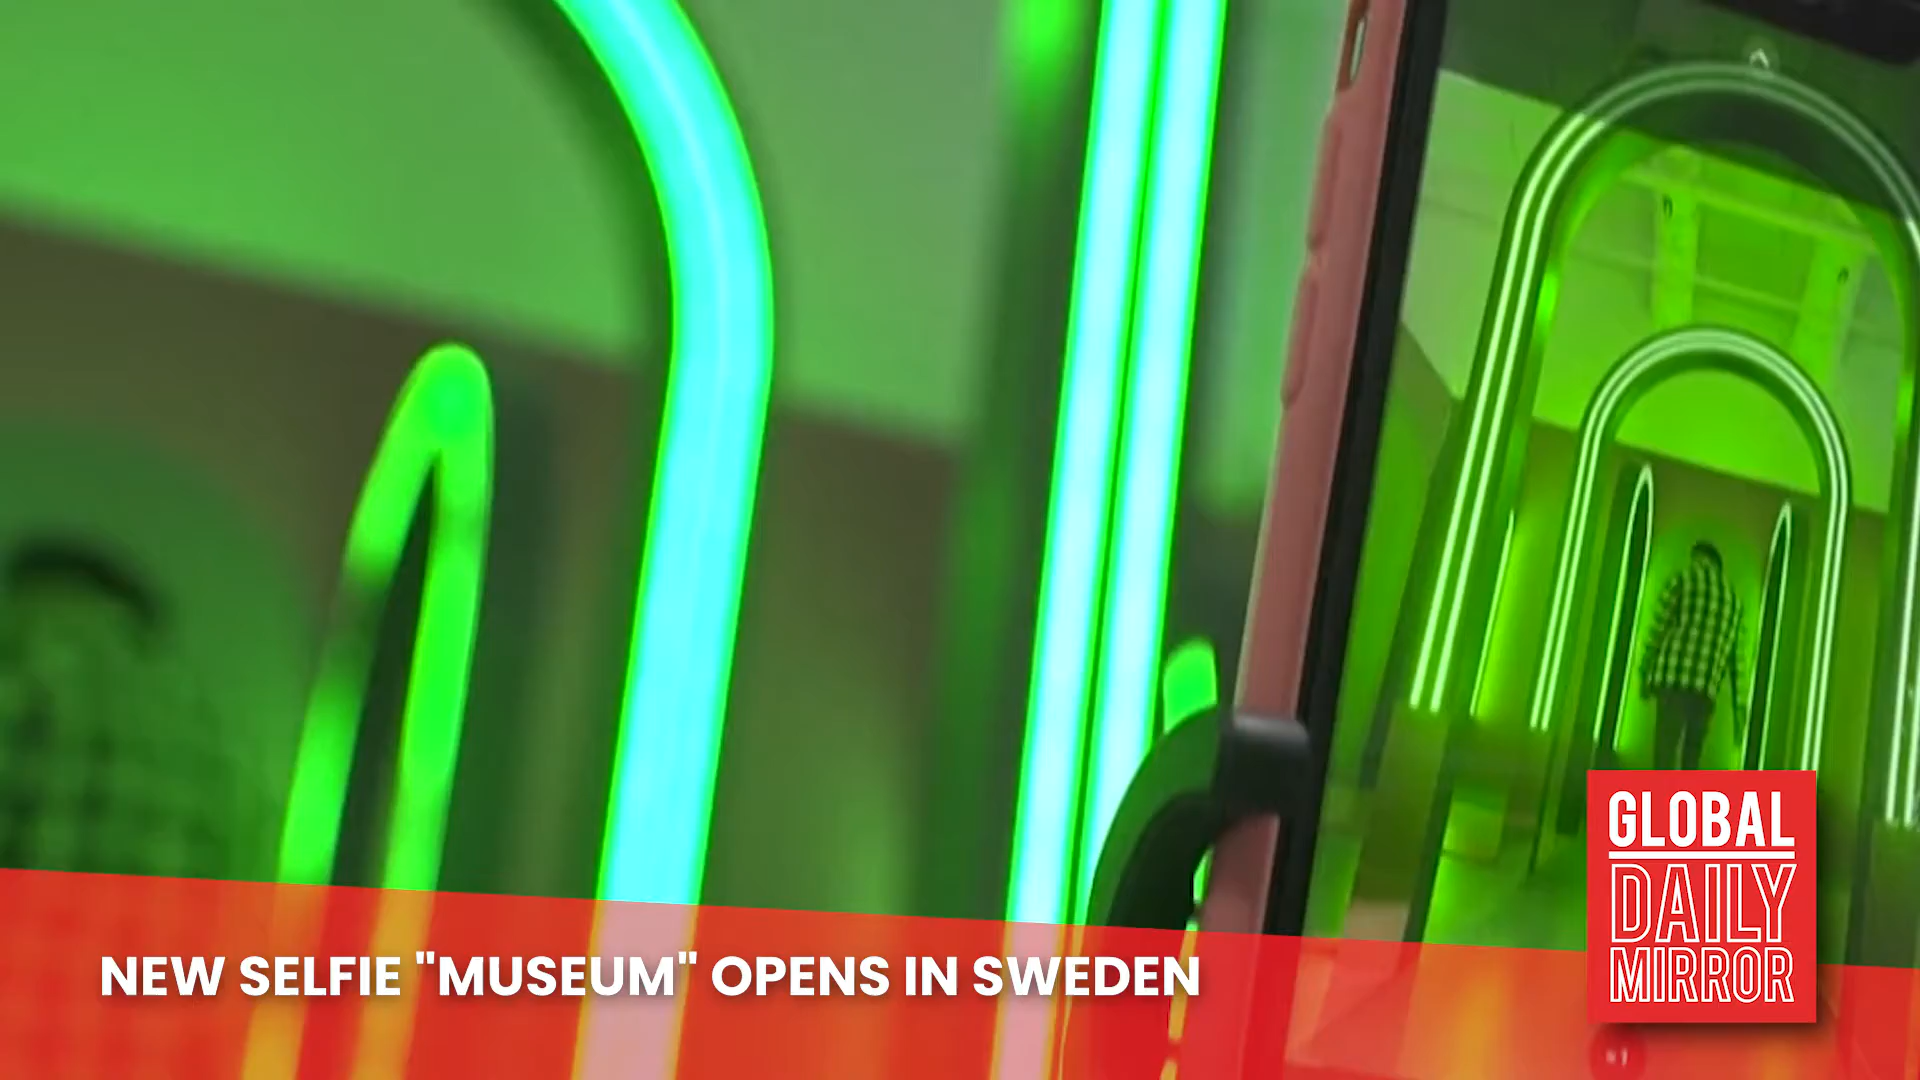 NEW SELFIE "MUSEUM" OPENS IN SWEDEN
GLOBAL
DAILY
MIRROR